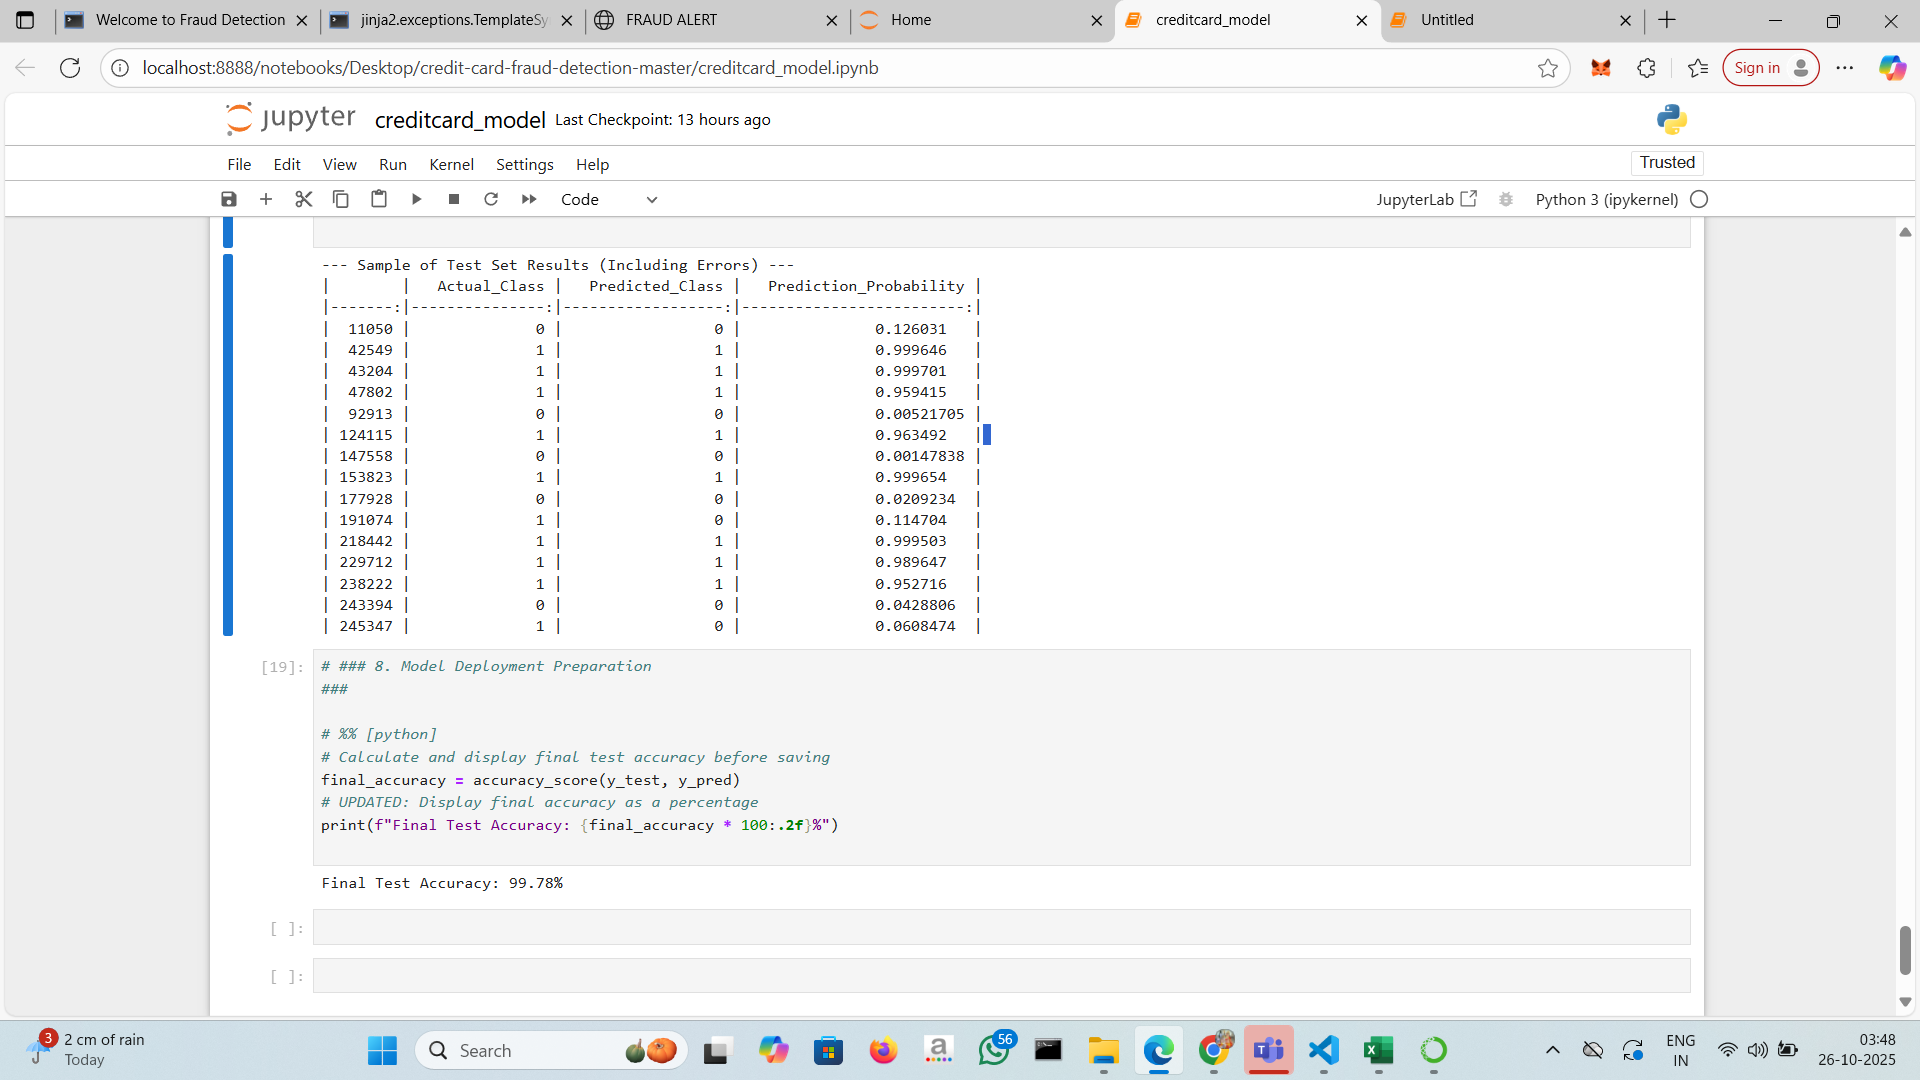 Welcome to Fraud Detection
jinja2.exceptions.TemplateSy
FRAUD ALERT
Home
creditcard_model
Untitled
localhost:8888/notebooks/Desktop/credit-card-fraud-detection-master/creditcard_model.ipynb
Sign in
jupyter creditcard_model Last Checkpoint: 13 hours ago
File Edit View Run Kernel Settings Help
Trusted
Code
JupyterLab
Python 3 (ipykernel)
--- Sample of Test Set Results (Including Errors) ---
| | Actual_Class | Predicted_Class | Prediction_Probability |
|-------:|---------------:|------------------:|-------------------------:|
| 11050 | 0 | 0 | 0.126031 |
| 42549 | 1 | 1 | 0.999646 |
| 43204 | 1 | 1 | 0.999701 |
| 47802 | 1 | 1 | 0.959415 |
| 92913 | 0 | 0 | 0.00521705 |
| 124115 | 1 | 1 | 0.963492 |
| 147558 | 0 | 0 | 0.00147838 |
| 153823 | 1 | 1 | 0.999654 |
| 177928 | 0 | 0 | 0.0209234 |
| 191074 | 1 | 0 | 0.114704 |
| 218442 | 1 | 1 | 0.999503 |
| 229712 | 1 | 1 | 0.989647 |
| 238222 | 1 | 1 | 0.952716 |
| 243394 | 0 | 0 | 0.0428806 |
| 245347 | 1 | 0 | 0.0608474 |
[19]: # ### 8. Model Deployment Preparation
###
# %% [python]
# Calculate and display final test accuracy before saving
final_accuracy = accuracy_score(y_test, y_pred)
# UPDATED: Display final accuracy as a percentage
print(f"Final Test Accuracy: {final_accuracy * 100:.2f}%")
Final Test Accuracy: 99.78%
[ ]:
[ ]:
3
2 cm of rain
Today
Search
a
56
ENG
IN
03:48
26-10-2025